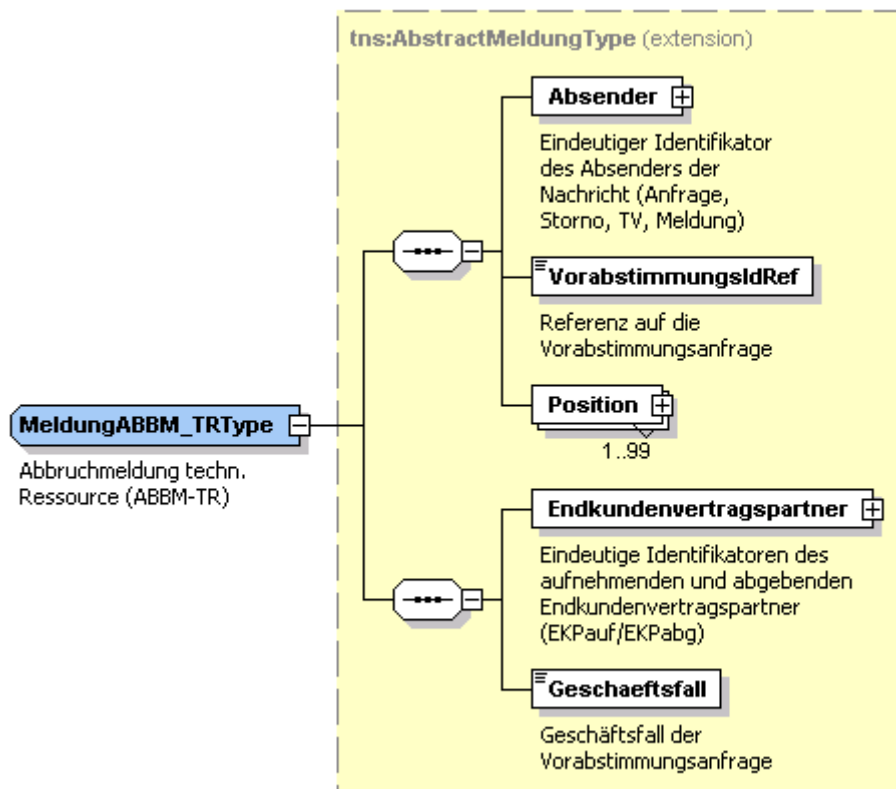 tns:AbstractMeldungType (extension)
Absender
Eindeutiger Identifikator
des Absenders der
Nachricht (Anfrage,
Storno, TV, Meldung)
VorabstimmungsIdRef
Referenz auf die
Vorabstimmungsanfrage
Position
1..99
MeldungABBM_TRType
Abbruchmeldung techn.
Ressource (ABBM-TR)
Endkundenvertragspartner
Eindeutige Identifikatoren des
aufnehmenden und abgebenden
Endkundenvertragspartner
(EKPauf/EKPabg)
Geschaeftsfall
Geschäftsfall der
Vorabstimmungsanfrage